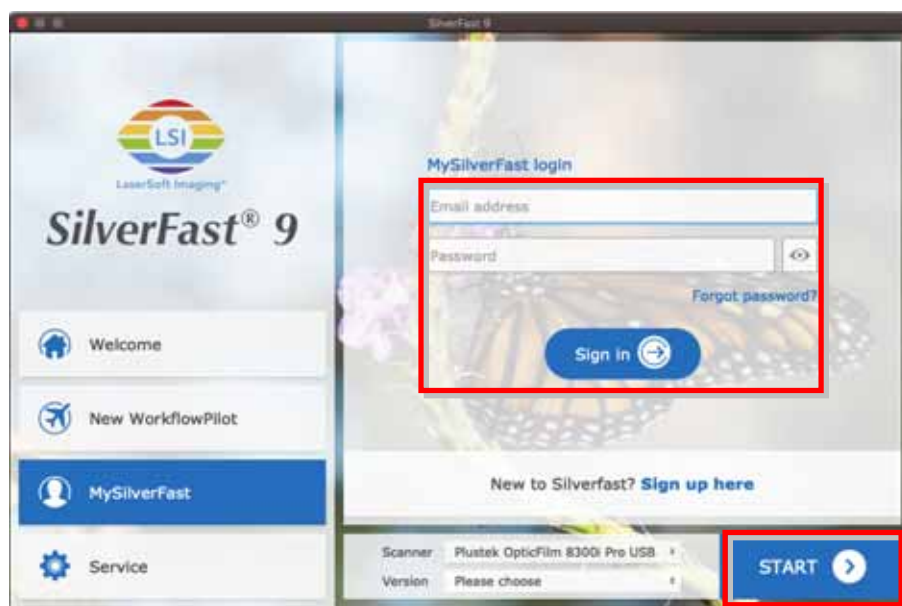 SilverFast 9
LSI
LaserSoft Imaging®
SilverFast® 9
Welcome
New WorkflowPilot
MySilverFast
Service
MySilverFast login
Email address
Password
Forgot password?
Sign in
New to Silverfast? Sign up here
Scanner Plustek OpticFilm 8300i Pro USB
Version Please choose
START